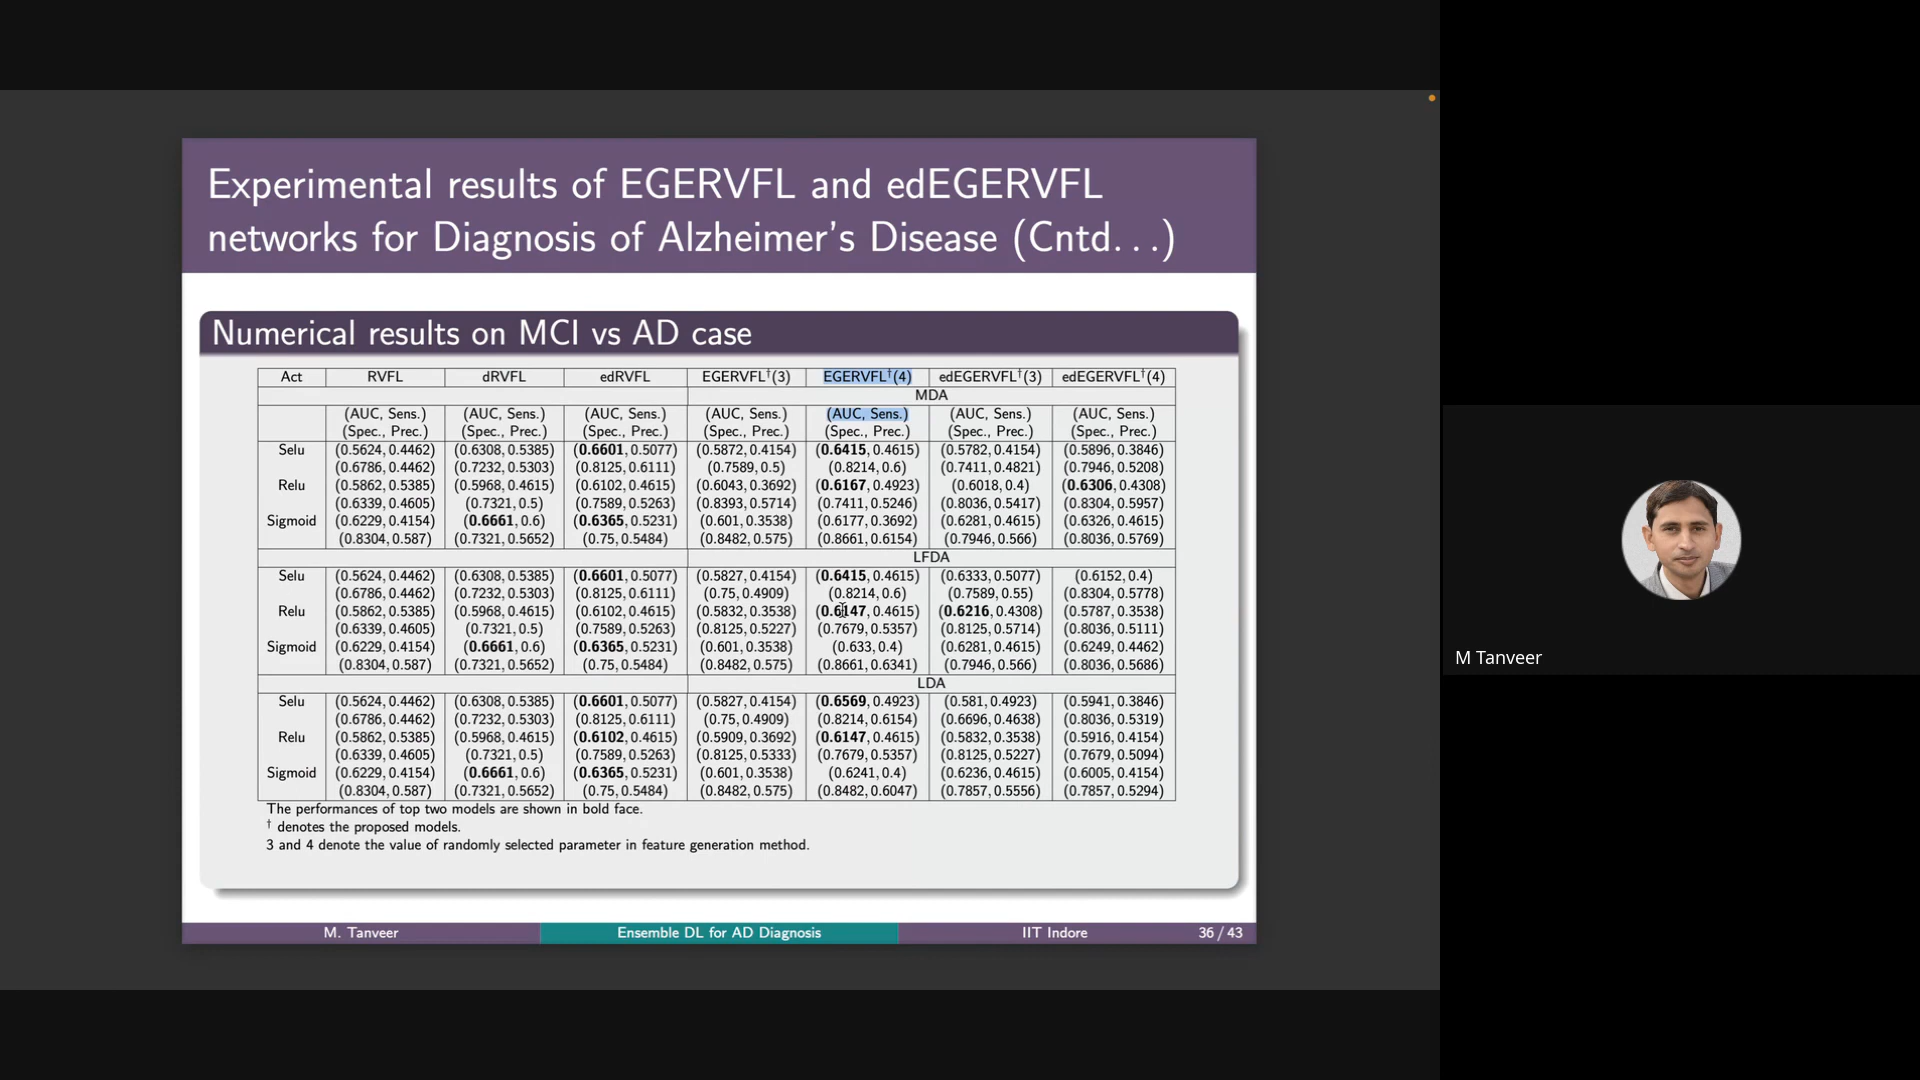 Experimental results of EGERVFL and edEGERVFL
networks for Diagnosis of Alzheimer's Disease (Cntd. . .)
Numerical results on MCI vs AD case
Act RVFL dRVFL edRVFL EGERVFL†(3) EGERVFL†(4) edEGERVFL†(3) edEGERVFL†(4)
MDA
(AUC, Sens.) (AUC, Sens.) (AUC, Sens.) (AUC, Sens.) (AUC, Sens.) (AUC, Sens.) (AUC, Sens.)
(Spec., Prec.) (Spec., Prec.) (Spec., Prec.) (Spec., Prec.) (Spec., Prec.) (Spec., Prec.) (Spec., Prec.)
Selu (0.5624, 0.4462) (0.6308, 0.5385) (0.6601, 0.5077) (0.5872, 0.4154) (0.6415, 0.4615) (0.5782, 0.4154) (0.5896, 0.3846)
(0.6786, 0.4462) (0.7232, 0.5303) (0.8125, 0.6111) (0.7589, 0.5) (0.8214, 0.6) (0.7411, 0.4821) (0.7946, 0.5208)
Relu (0.5862, 0.5385) (0.5968, 0.4615) (0.6102, 0.4615) (0.6043, 0.3692) (0.6167, 0.4923) (0.6018, 0.4) (0.6306, 0.4308)
(0.6339, 0.4605) (0.7321, 0.5) (0.7589, 0.5263) (0.8393, 0.5714) (0.7411, 0.5246) (0.8036, 0.5417) (0.8304, 0.5957)
Sigmoid (0.6229, 0.4154) (0.6661, 0.6) (0.6365, 0.5231) (0.601, 0.3538) (0.6177, 0.3692) (0.6281, 0.4615) (0.6326, 0.4615)
(0.8304, 0.587) (0.7321, 0.5652) (0.75, 0.5484) (0.8482, 0.575) (0.8661, 0.6154) (0.7946, 0.566) (0.8036, 0.5769)
LFDA
Selu (0.5624, 0.4462) (0.6308, 0.5385) (0.6601, 0.5077) (0.5827, 0.4154) (0.6415, 0.4615) (0.6333, 0.5077) (0.6152, 0.4)
(0.6786, 0.4462) (0.7232, 0.5303) (0.8125, 0.6111) (0.75, 0.4909) (0.8214, 0.6) (0.7589, 0.55) (0.8304, 0.5778)
Relu (0.5862, 0.5385) (0.5968, 0.4615) (0.6102, 0.4615) (0.5832, 0.3538) (0.6147, 0.4615) (0.6216, 0.4308) (0.5787, 0.3538)
(0.6339, 0.4605) (0.7321, 0.5) (0.7589, 0.5263) (0.8125, 0.5227) (0.7679, 0.5357) (0.8125, 0.5714) (0.8036, 0.5111)
Sigmoid (0.6229, 0.4154) (0.6661, 0.6) (0.6365, 0.5231) (0.601, 0.3538) (0.633, 0.4) (0.6281, 0.4615) (0.6249, 0.4462)
(0.8304, 0.587) (0.7321, 0.5652) (0.75, 0.5484) (0.8482, 0.575) (0.8661, 0.6341) (0.7946, 0.566) (0.8036, 0.5686)
LDA
Selu (0.5624, 0.4462) (0.6308, 0.5385) (0.6601, 0.5077) (0.5827, 0.4154) (0.6569, 0.4923) (0.581, 0.4923) (0.5941, 0.3846)
(0.6786, 0.4462) (0.7232, 0.5303) (0.8125, 0.6111) (0.75, 0.4909) (0.8214, 0.6154) (0.6696, 0.4638) (0.8036, 0.5319)
Relu (0.5862, 0.5385) (0.5968, 0.4615) (0.6102, 0.4615) (0.5909, 0.3692) (0.6147, 0.4615) (0.5832, 0.3538) (0.5916, 0.4154)
(0.6339, 0.4605) (0.7321, 0.5) (0.7589, 0.5263) (0.8125, 0.5333) (0.7679, 0.5357) (0.8125, 0.5227) (0.7679, 0.5094)
Sigmoid (0.6229, 0.4154) (0.6661, 0.6) (0.6365, 0.5231) (0.601, 0.3538) (0.6241, 0.4) (0.6236, 0.4615) (0.6005, 0.4154)
(0.8304, 0.587) (0.7321, 0.5652) (0.75, 0.5484) (0.8482, 0.575) (0.8482, 0.6047) (0.7857, 0.5556) (0.7857, 0.5294)
The performances of top two models are shown in bold face.
† denotes the proposed models.
3 and 4 denote the value of randomly selected parameter in feature generation method.
M. Tanveer Ensemble DL for AD Diagnosis IIT Indore 36 / 43
M Tanveer